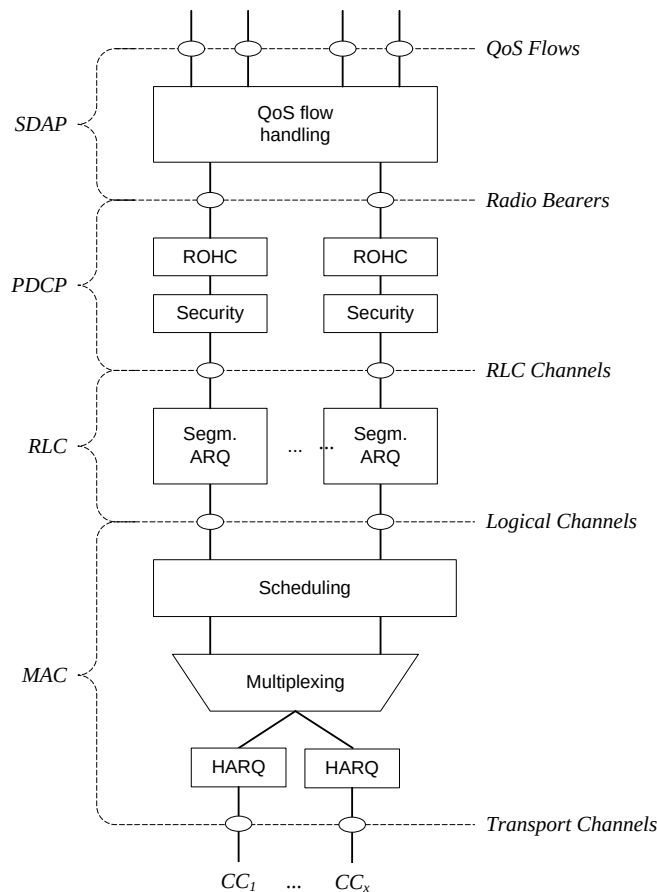 QoS Flows
QoS flow
handling
SDAP
Radio Bearers
ROHC ROHC
PDCP
Security Security
RLC Channels
Segm.
ARQ
... ...
Segm.
ARQ
RLC
Logical Channels
Scheduling
MAC
Multiplexing
HARQ HARQ
Transport Channels
CC1 ... CCx